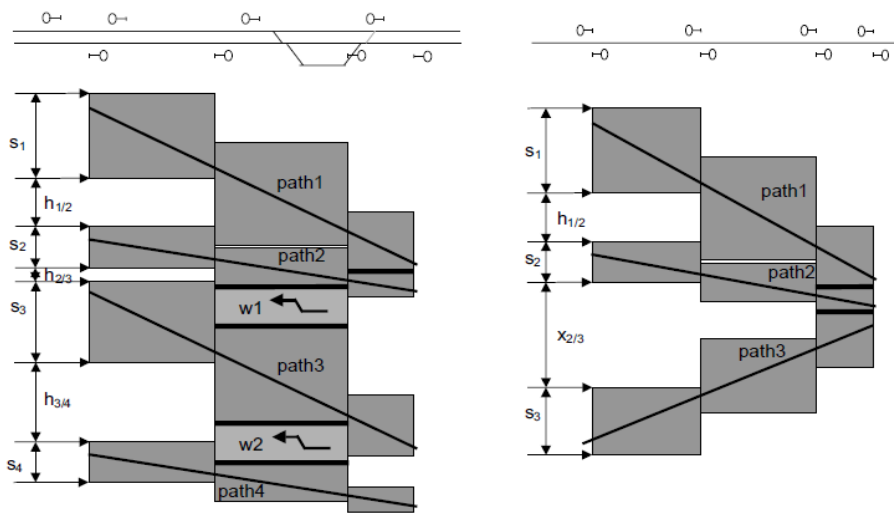 s1
h1/2
s2
h2/3
s3
h3/4
s4
path1
path2
w1
path3
w2
path4
s1
h1/2
s2
x2/3
s3
path1
path2
path3